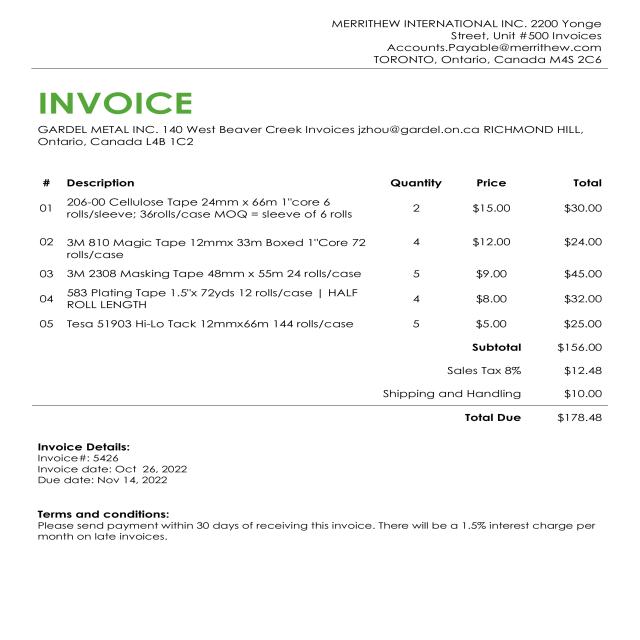 MERRITHEW INTERNATIONAL INC. 2200 Yonge
Street, Unit #500 Invoices
Accounts.Payable@merrithew.com
TORONTO, Ontario, Canada M4S 2C6
INVOICE
GARDEL METAL INC. 140 West Beaver Creek Invoices jzhou@gardel.on.ca RICHMOND HILL,
Ontario, Canada L4B 1C2
# Description Quantity Price Total
01 206-00 Cellulose Tape 24mm x 66m 1"core 6
rolls/sleeve; 36rolls/case MOQ = sleeve of 6 rolls 2 $15.00 $30.00
02 3M 810 Magic Tape 12mmx 33m Boxed 1"Core 72 4 $12.00 $24.00
rolls/case
03 3M 2308 Masking Tape 48mm x 55m 24 rolls/case 5 $9.00 $45.00
04 583 Plating Tape 1.5"x 72yds 12 rolls/case | HALF
ROLL LENGTH 4 $8.00 $32.00
05 Tesa 51903 Hi-Lo Tack 12mmx66m 144 rolls/case 5 $5.00 $25.00
Subtotal $156.00
Sales Tax 8% $12.48
Shipping and Handling $10.00
Total Due $178.48
Invoice Details:
Invoice#: 5426
Invoice date: Oct 26, 2022
Due date: Nov 14, 2022
Terms and conditions:
Please send payment within 30 days of receiving this invoice. There will be a 1.5% interest charge per
month on late invoices.